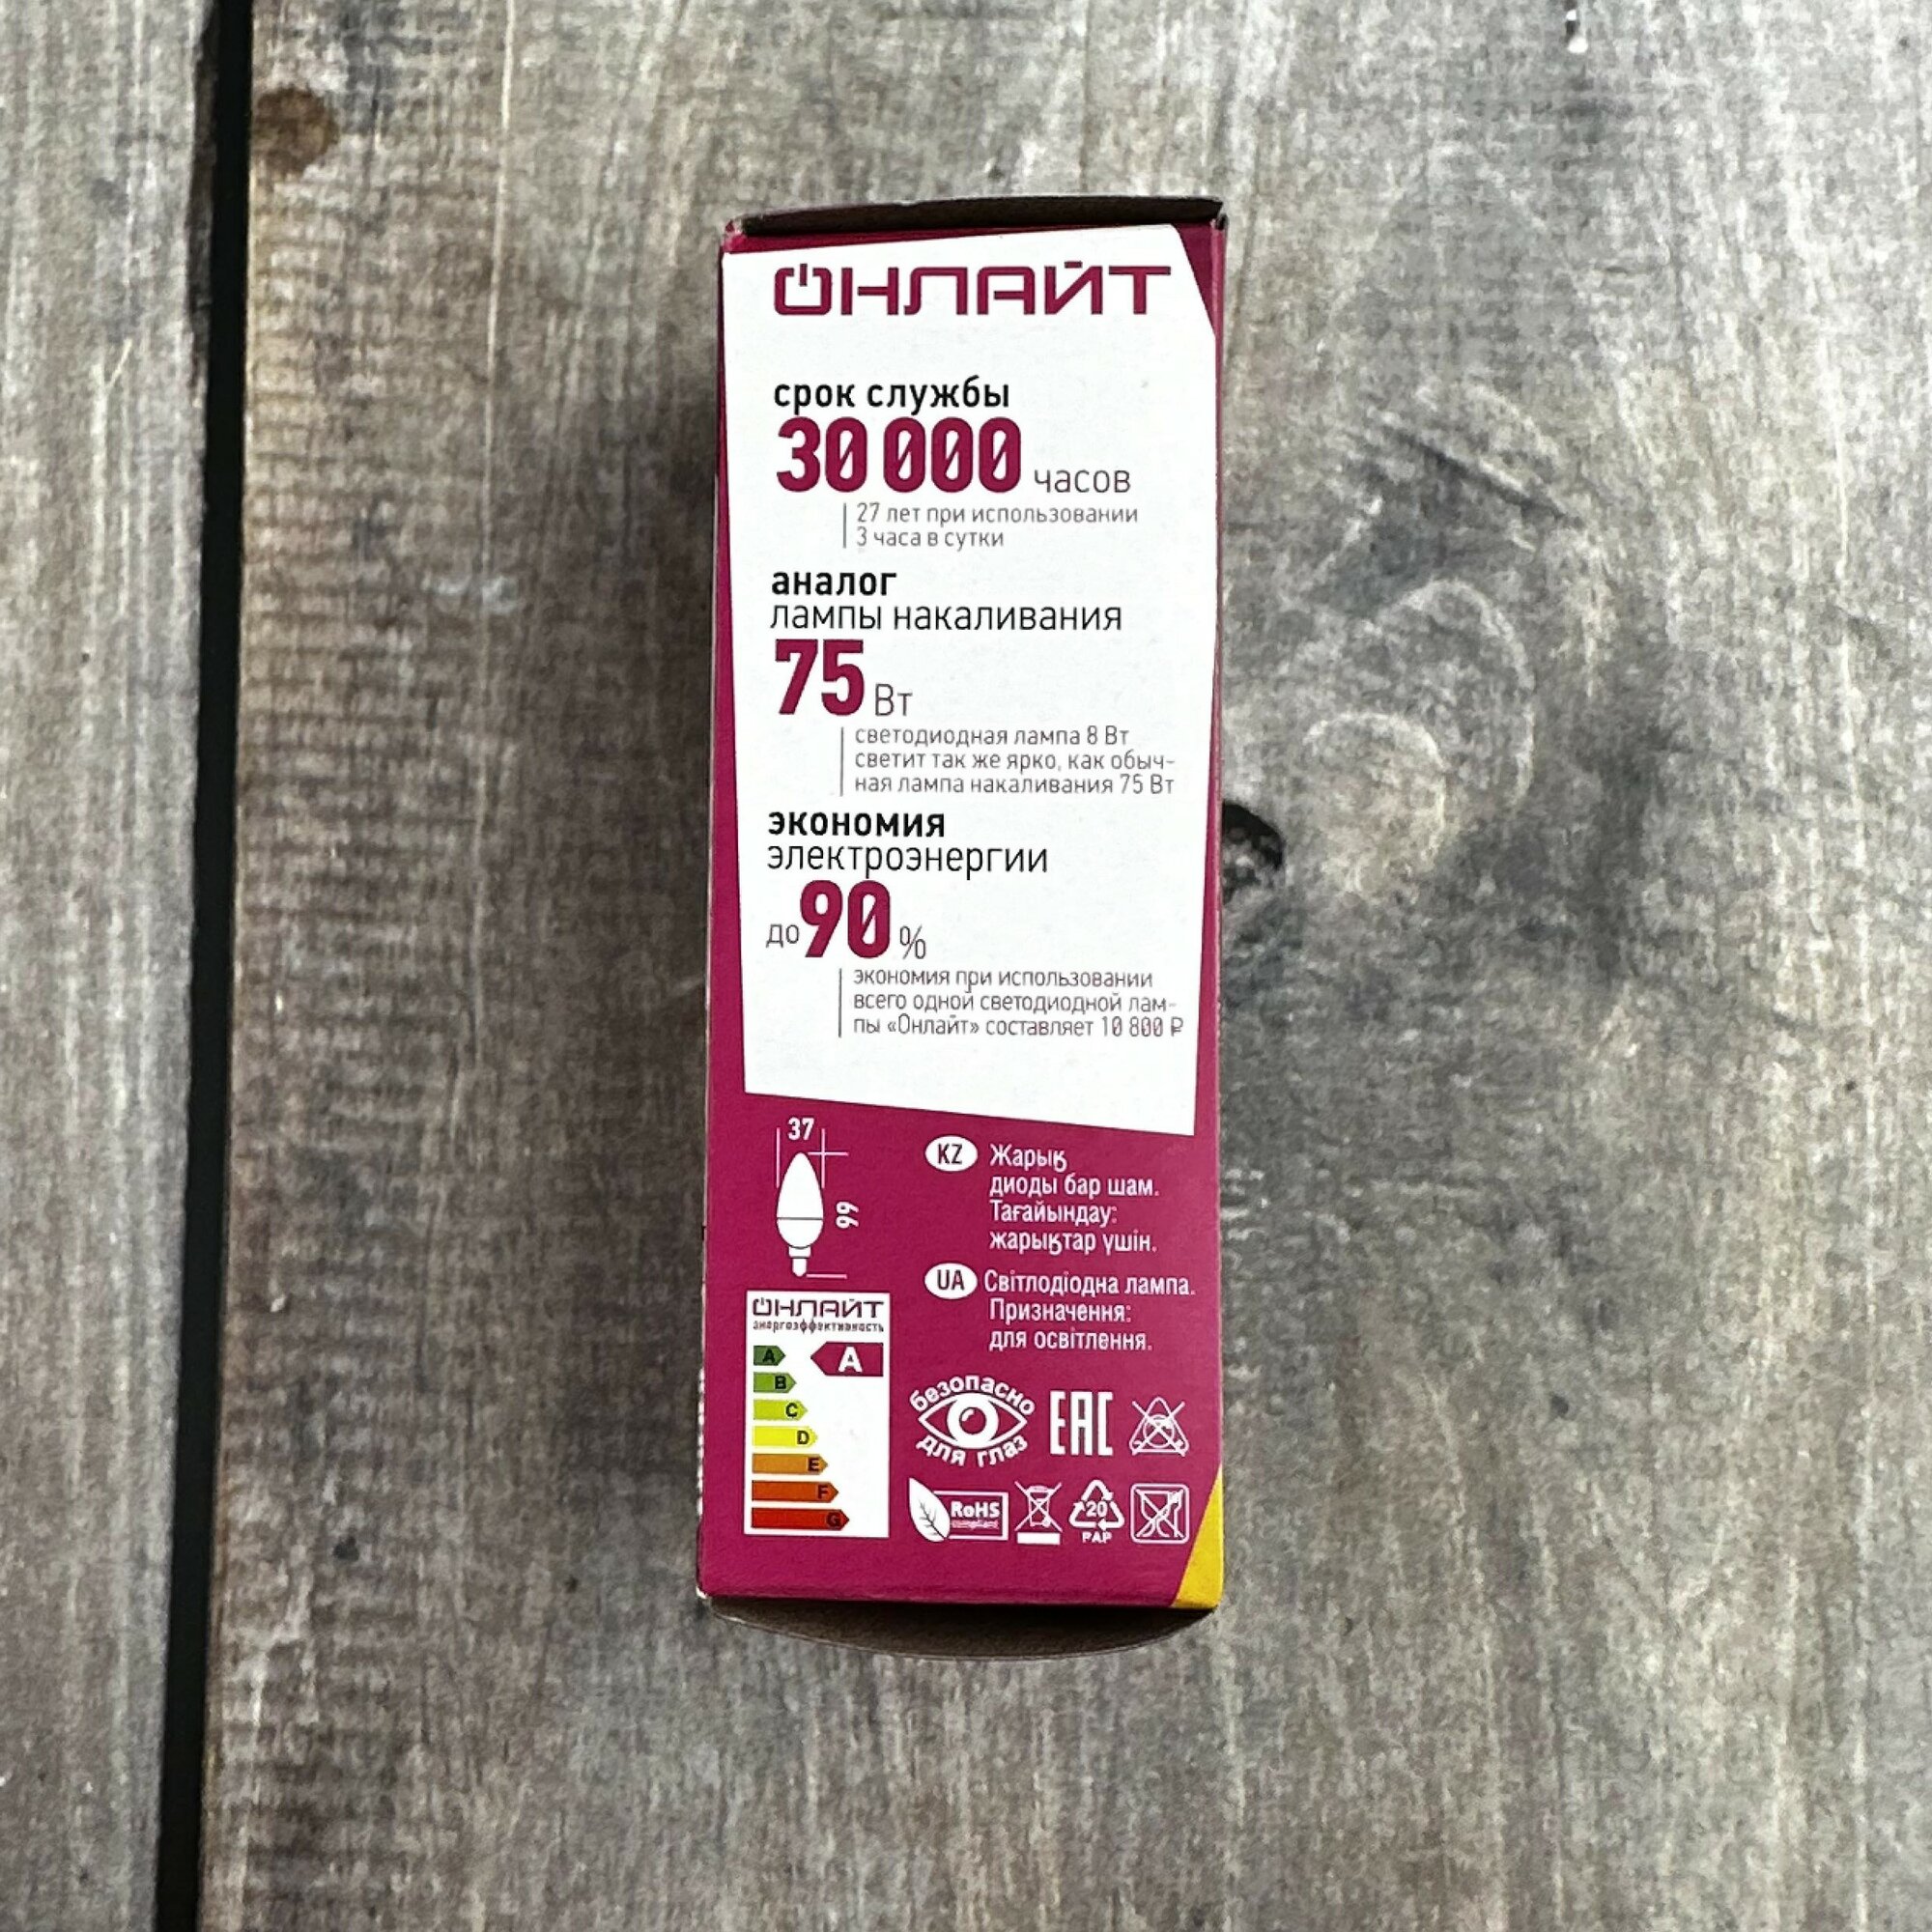 ОНЛАЙТ
срок службы
30 000 часов
27 лет при использовании
3 часа в сутки
аналог
лампы накаливания
75 Вт
светодиодная лампа 8 Вт
светит так же ярко, как обыч-
ная лампа накаливания 75 Вт
экономия
электроэнергии
до 90 %
экономия при использовании
всего одной светодиодной лам-
пы «Онлайт» составляет 10 800 ₽
37
99
KZ Жарық
диоды бар шам.
Тағайындау:
жарықтар үшін.
UA Світлодіодна лампа.
Призначення:
для освітлення.
ОНЛАЙТ
энергоэффективность
A A
B
C
D
E
F
G
безопасно
для глаз
EAC
RoHS
compliant
20
PAP